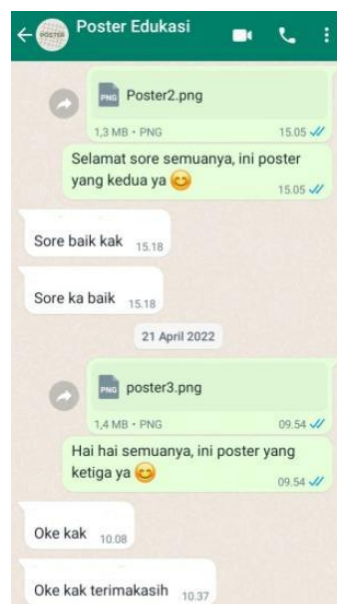 POSTER
Poster Edukasi
PNG Poster2.png
1,3 MB • PNG 15.05
Selamat sore semuanya, ini poster
yang kedua ya 😊
15.05
Sore baik kak 15.18
Sore ka baik 15.18
21 April 2022
PNG poster3.png
1,4 MB • PNG 09.54
Hai hai semuanya, ini poster yang
ketiga ya 😊
09.54
Oke kak 10.08
Oke kak terimakasih 10.37